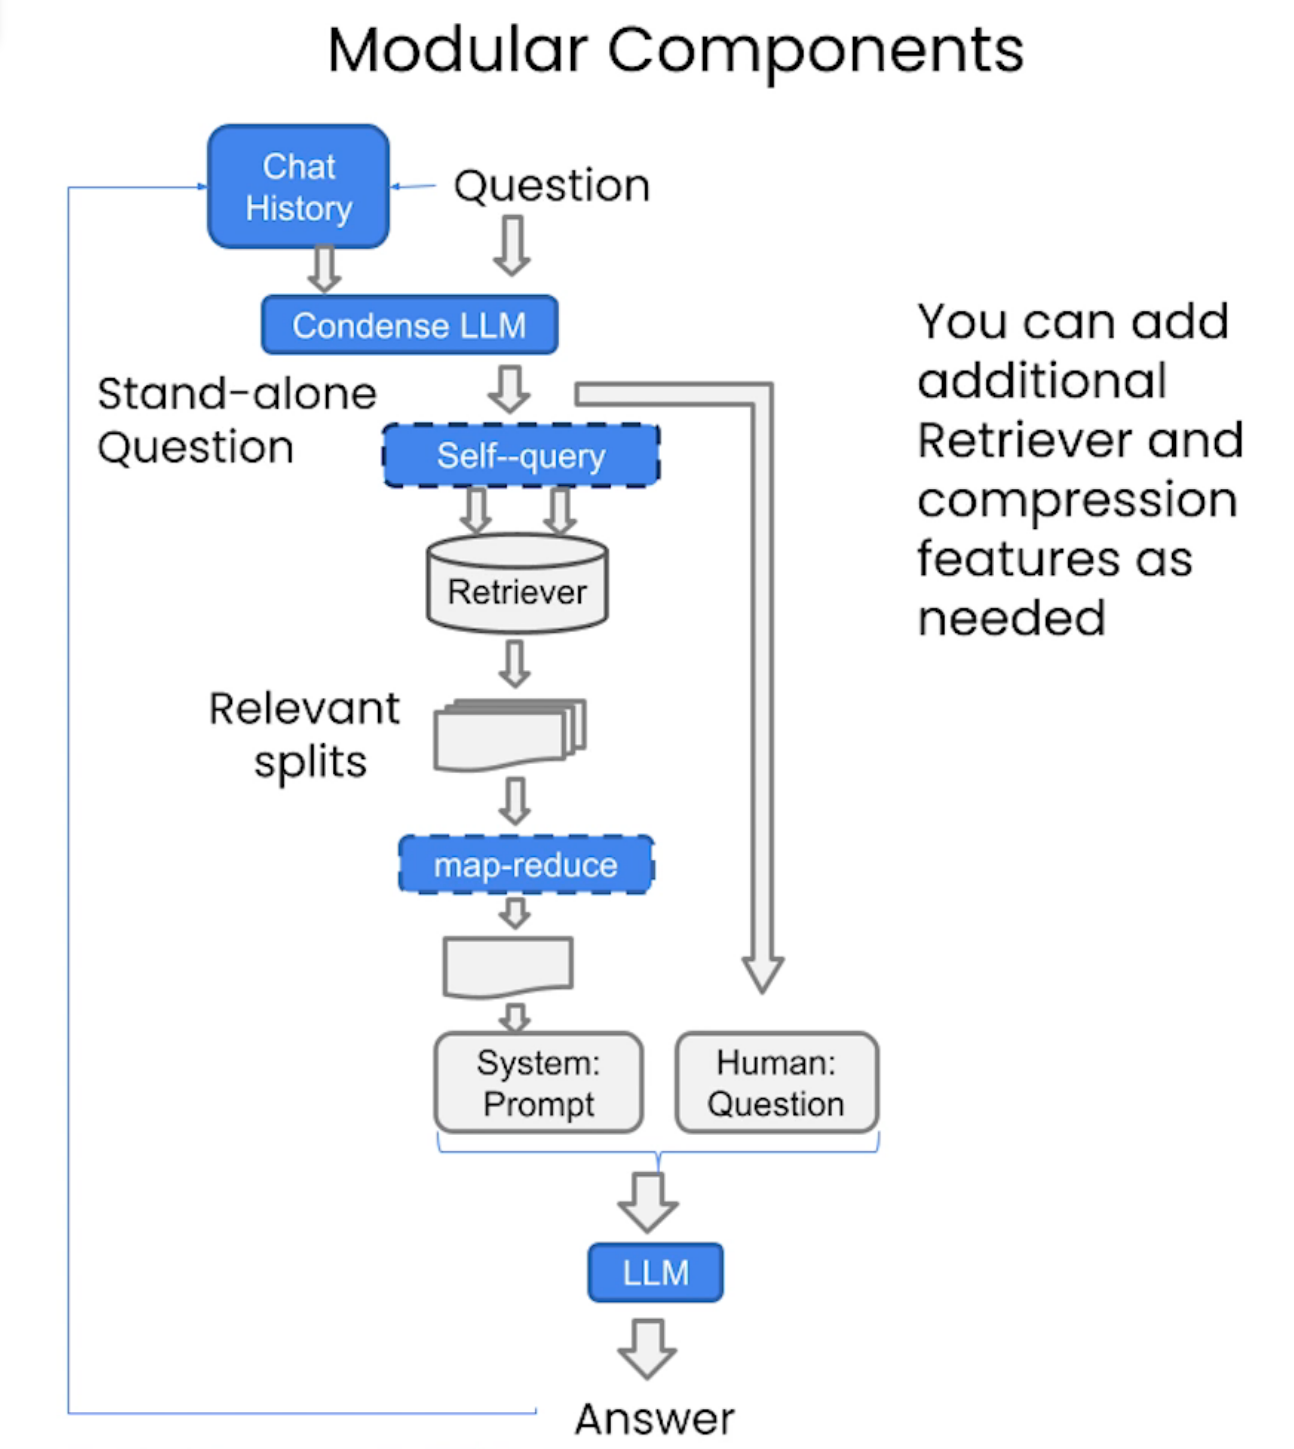 Modular Components
Chat
History
Question
Condense LLM
Stand-alone
Question
Self--query
Retriever
Relevant
splits
map-reduce
System:
Prompt
Human:
Question
LLM
Answer
You can add
additional
Retriever and
compression
features as
needed